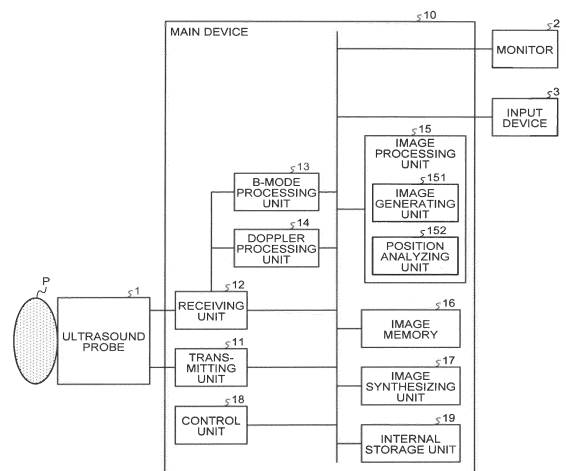 10
MAIN DEVICE
2
MONITOR
3
INPUT
DEVICE
15
IMAGE
PROCESSING
UNIT
151
IMAGE
GENERATING
UNIT
152
POSITION
ANALYZING
UNIT
13
B-MODE
PROCESSING
UNIT
14
DOPPLER
PROCESSING
UNIT
P
1
ULTRASOUND
PROBE
12
RECEIVING
UNIT
11
TRANS-
MITTING
UNIT
18
CONTROL
UNIT
16
IMAGE
MEMORY
17
IMAGE
SYNTHESIZING
UNIT
19
INTERNAL
STORAGE UNIT